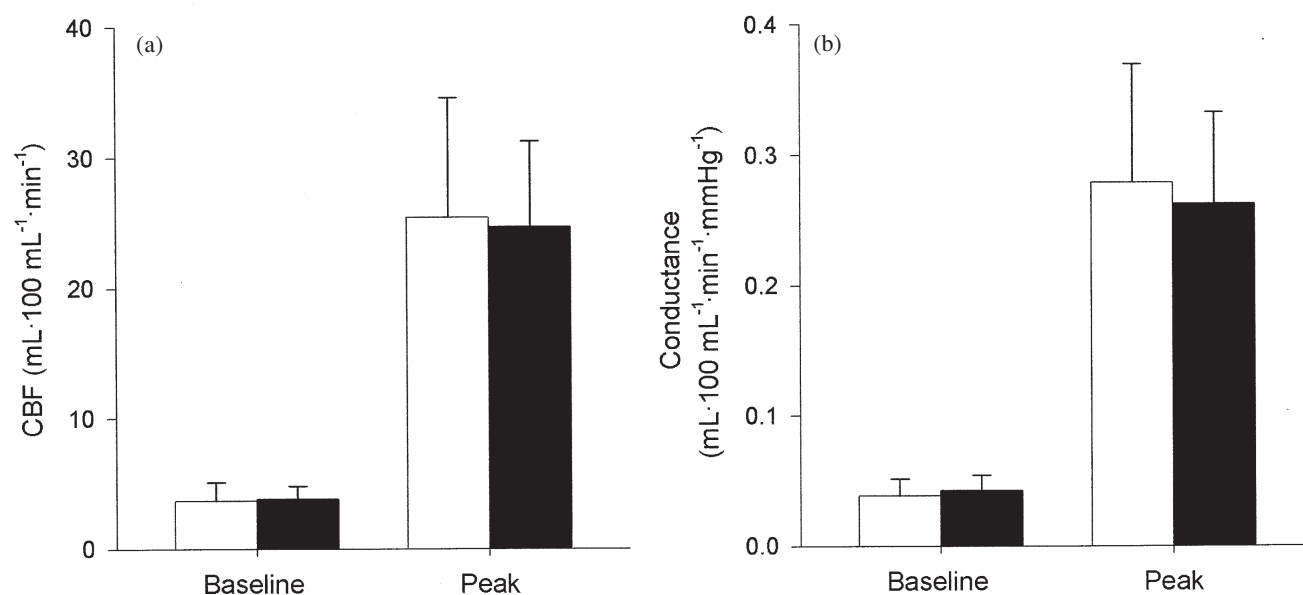 (a)
CBF (mL·100 mL⁻¹·min⁻¹)
40
30
20
10
0
Baseline Peak
(b)
Conductance
(mL·100 mL⁻¹·min⁻¹·mmHg⁻¹)
0.4
0.3
0.2
0.1
0.0
Baseline Peak